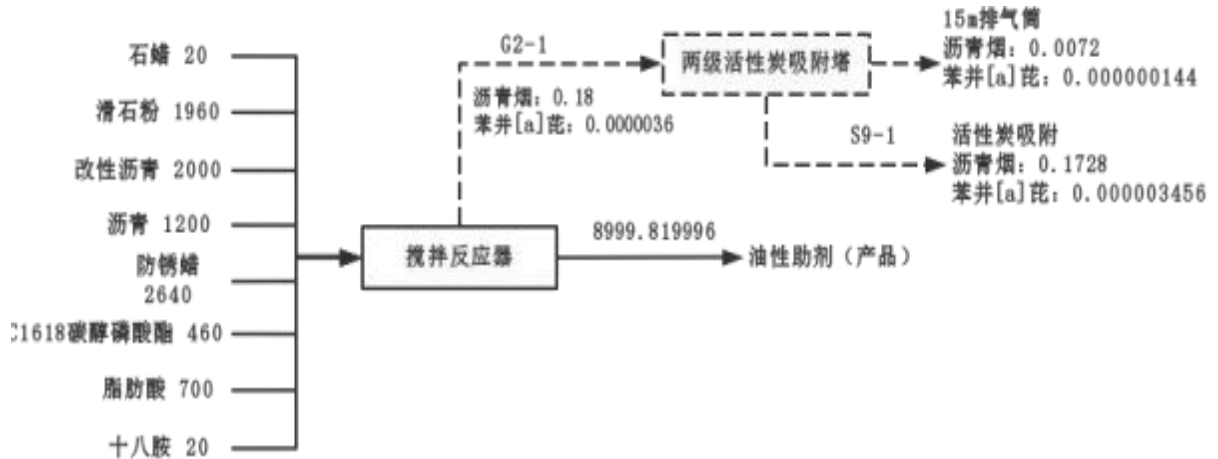 石蜡 20
滑石粉 1960
改性沥青 2000
沥青 1200
防锈蜡
2640
C1618碳醇磷酸酯 460
脂肪酸 700
十八胺 20
搅拌反应器
G2-1
沥青烟：0.18
苯并[a]芘：0.0000036
两级活性炭吸附塔
15m排气筒
沥青烟：0.0072
苯并[a]芘：0.000000144
S9-1
活性炭吸附
沥青烟：0.1728
苯并[a]芘：0.000003456
8999.819996
油性助剂（产品）